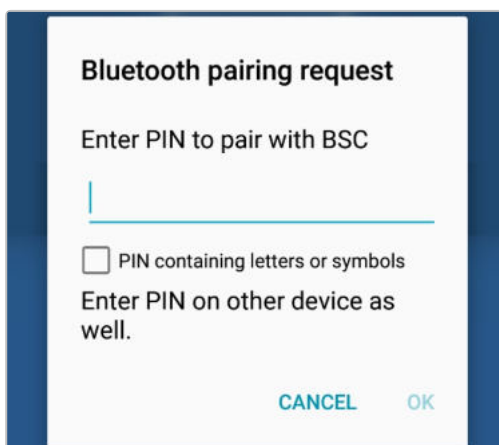 Bluetooth pairing request
Enter PIN to pair with BSC
PIN containing letters or symbols
Enter PIN on other device as
well.
CANCEL OK